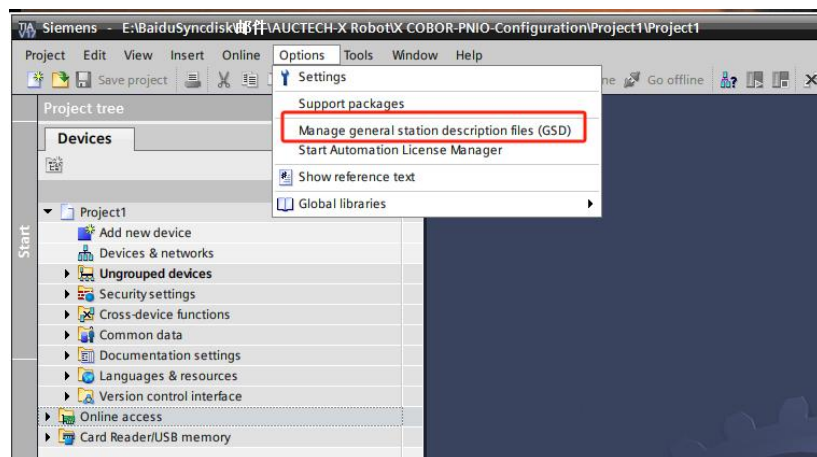 Siemens - E:\BaiduSyncdisk\邮件\AUCTECH-X Robot\X COBOR-PNIO-Configuration\Project1\Project1
Project Edit View Insert Online Options Tools Window Help
Save project
Go offline
Settings
Support packages
Manage general station description files (GSD)
Start Automation License Manager
Show reference text
Global libraries
Project tree
Devices
Start
Project1
Add new device
Devices & networks
Ungrouped devices
Security settings
Cross-device functions
Common data
Documentation settings
Languages & resources
Version control interface
Online access
Card Reader/USB memory